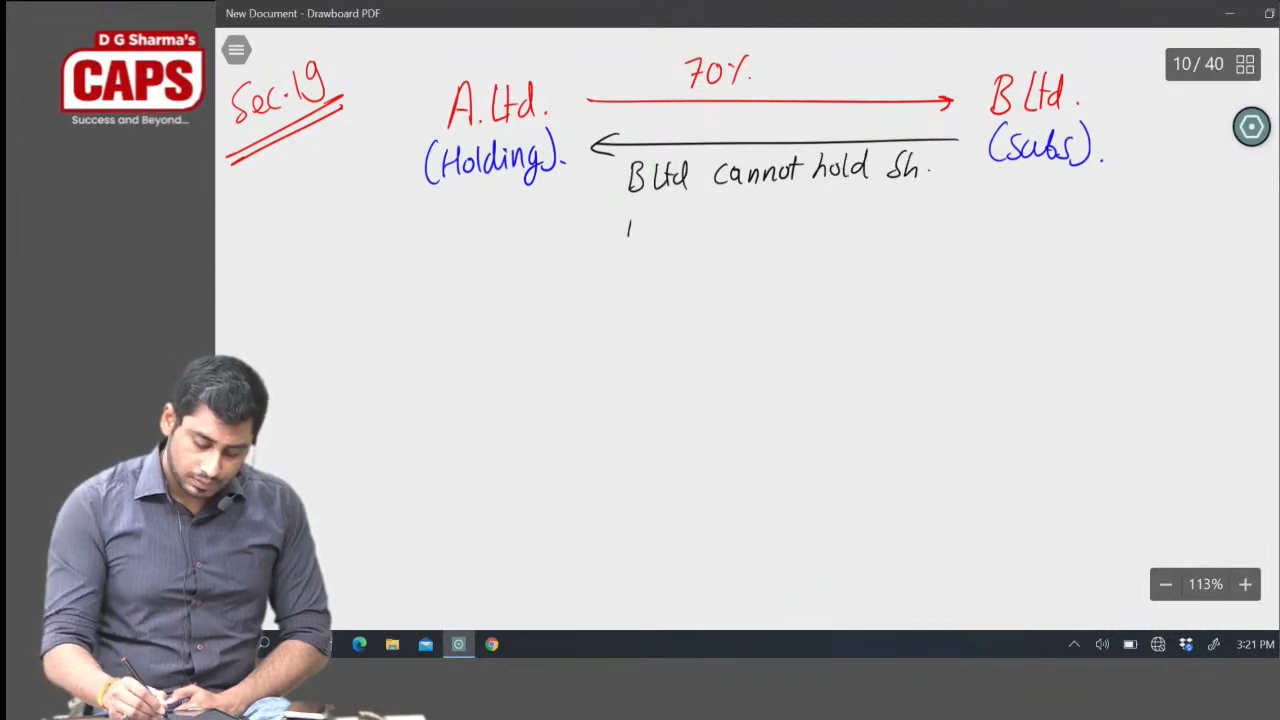 New Document - Drawboard PDF
D G Sharma's
CAPS
Success and Beyond...
10 / 40
Sec.19
70%.
A.Ltd.
B Ltd.
(Holding).
(Subs).
B Ltd cannot hold Sh.
113%
3:21 PM